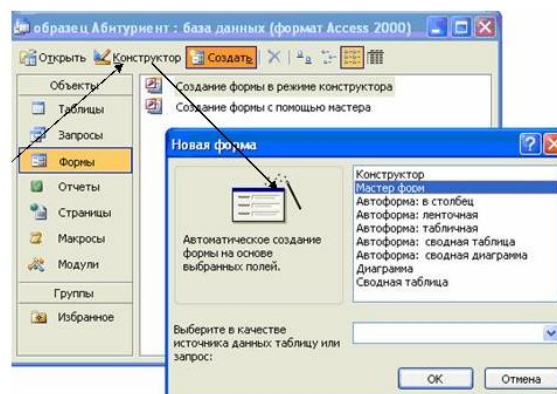 образец Абитуриент : база данных (формат Access 2000)
Открыть Конструктор Создать
Объекты
Таблицы
Запросы
Формы
Отчеты
Страницы
Макросы
Модули
Группы
Избранное
Создание формы в режиме конструктора
Создание формы с помощью мастера
Новая форма
Автоматическое создание
формы на основе
выбранных полей.
Конструктор
Мастер форм
Автоформа: в столбец
Автоформа: ленточная
Автоформа: табличная
Автоформа: сводная таблица
Автоформа: сводная диаграмма
Диаграмма
Сводная таблица
Выберите в качестве
источника данных таблицу или
запрос:
ОК Отмена